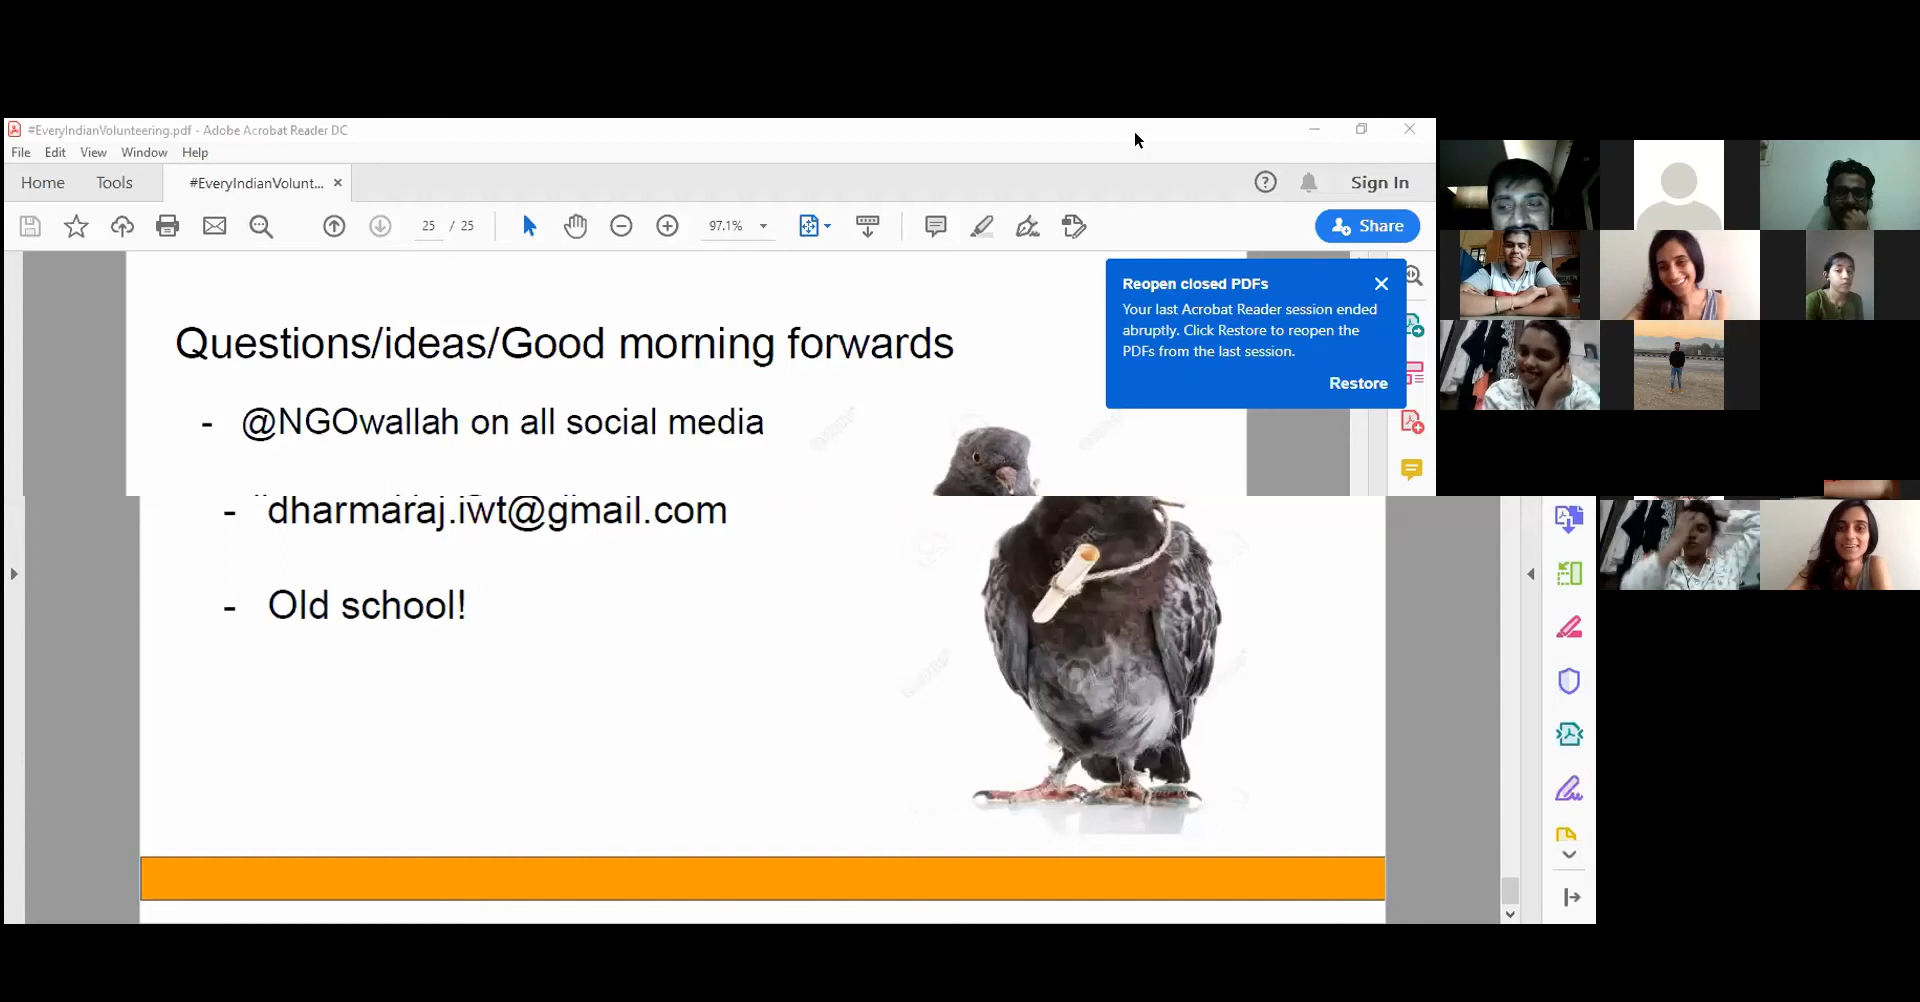 #EveryIndianVolunteering.pdf - Adobe Acrobat Reader DC
File Edit View Window Help
Home Tools #EveryIndianVolunt... Sign In
25 / 25 97.1% Share
Reopen closed PDFs
Your last Acrobat Reader session ended
abruptly. Click Restore to reopen the
PDFs from the last session.
Restore
Questions/ideas/Good morning forwards
- @NGOwallah on all social media
- dharmaraj.iwt@gmail.com
- Old school!